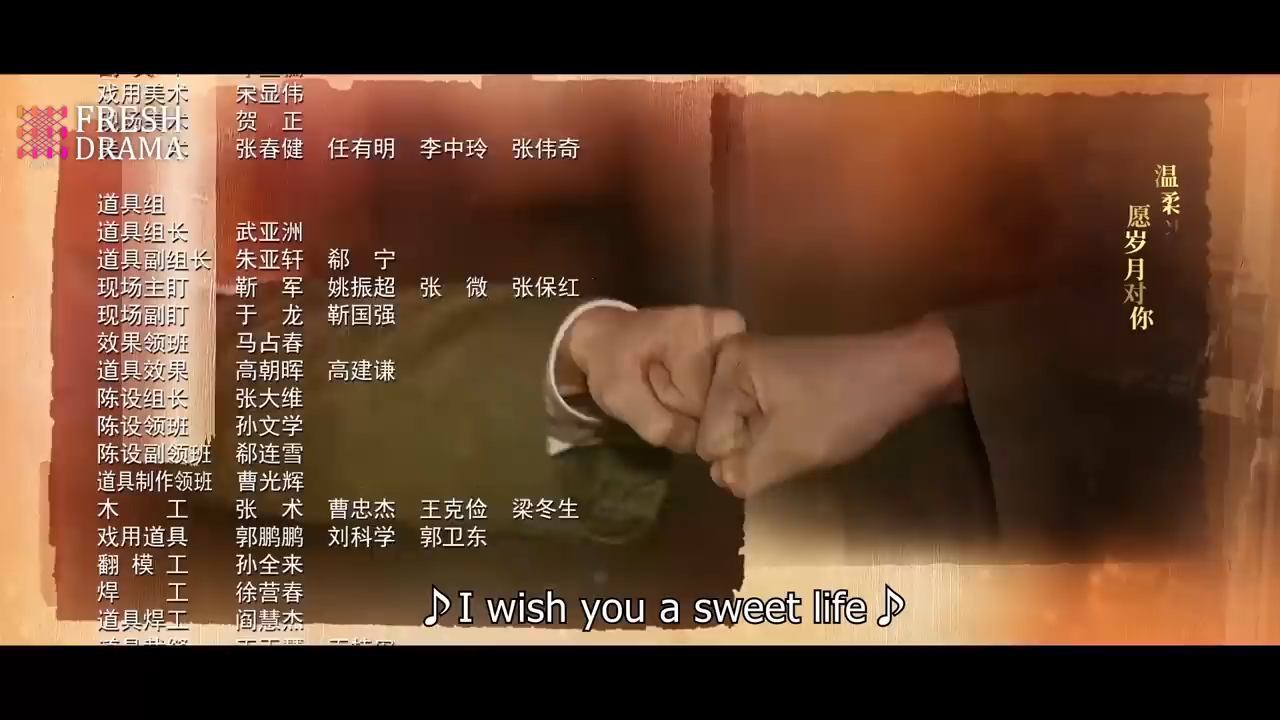 戏用美术 宋显伟
贺 正
FRESH
DRAMA
张春健 任有明 李中玲 张伟奇
道具组
道具组长 武亚洲
道具副组长 朱亚轩 郗 宁
现场主盯 靳 军 姚振超 张 微 张保红
现场副盯 于 龙 靳国强
效果领班 马占春
道具效果 高朝晖 高建谦
陈设组长 张大维
陈设领班 孙文学
陈设副领班 郗连雪
道具制作领班 曹光辉
木 工 张 术 曹忠杰 王克俭 梁冬生
戏用道具 郭鹏鹏 刘科学 郭卫东
翻 模 工 孙全来
焊 工 徐营春
道具焊工 阎慧杰
愿岁月对你
温柔
♪I wish you a sweet life♪